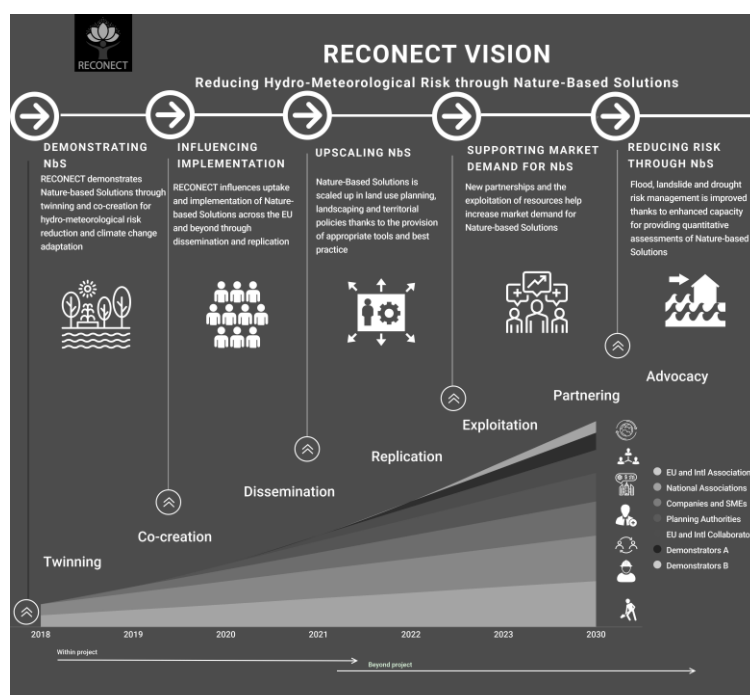 RECONECT
RECONECT VISION
Reducing Hydro-Meteorological Risk through Nature-Based Solutions
DEMONSTRATING
NbS
RECONECT demonstrates
Nature-based Solutions through
twinning and co-creation for
hydro-meteorological risk
reduction and climate change
adaptation
INFLUENCING
IMPLEMENTATION
RECONECT influences uptake
and implementation of Nature-
based Solutions across the EU
and beyond through
dissemination and replication
UPSCALING NbS
Nature-Based Solutions is
scaled up in land use planning,
landscaping and territorial
policies thanks to the provision
of appropriate tools and best
practice
SUPPORTING MARKET
DEMAND FOR NbS
New partnerships and the
exploitation of resources help
increase market demand for
Nature-based Solutions
REDUCING RISK
THROUGH NbS
Flood, landslide and drought
risk management is improved
thanks to enhanced capacity
for providing quantitative
assessments of Nature-based
Solutions
Twinning
Co-creation
Dissemination
Replication
Exploitation
Partnering
Advocacy
EU and Intl Association
National Associations
Companies and SMEs
Planning Authorities
EU and Intl Collaborato
Demonstrators A
Demonstrators B
2018
2019
2020
2021
2022
2023
2030
Within project
Beyond project